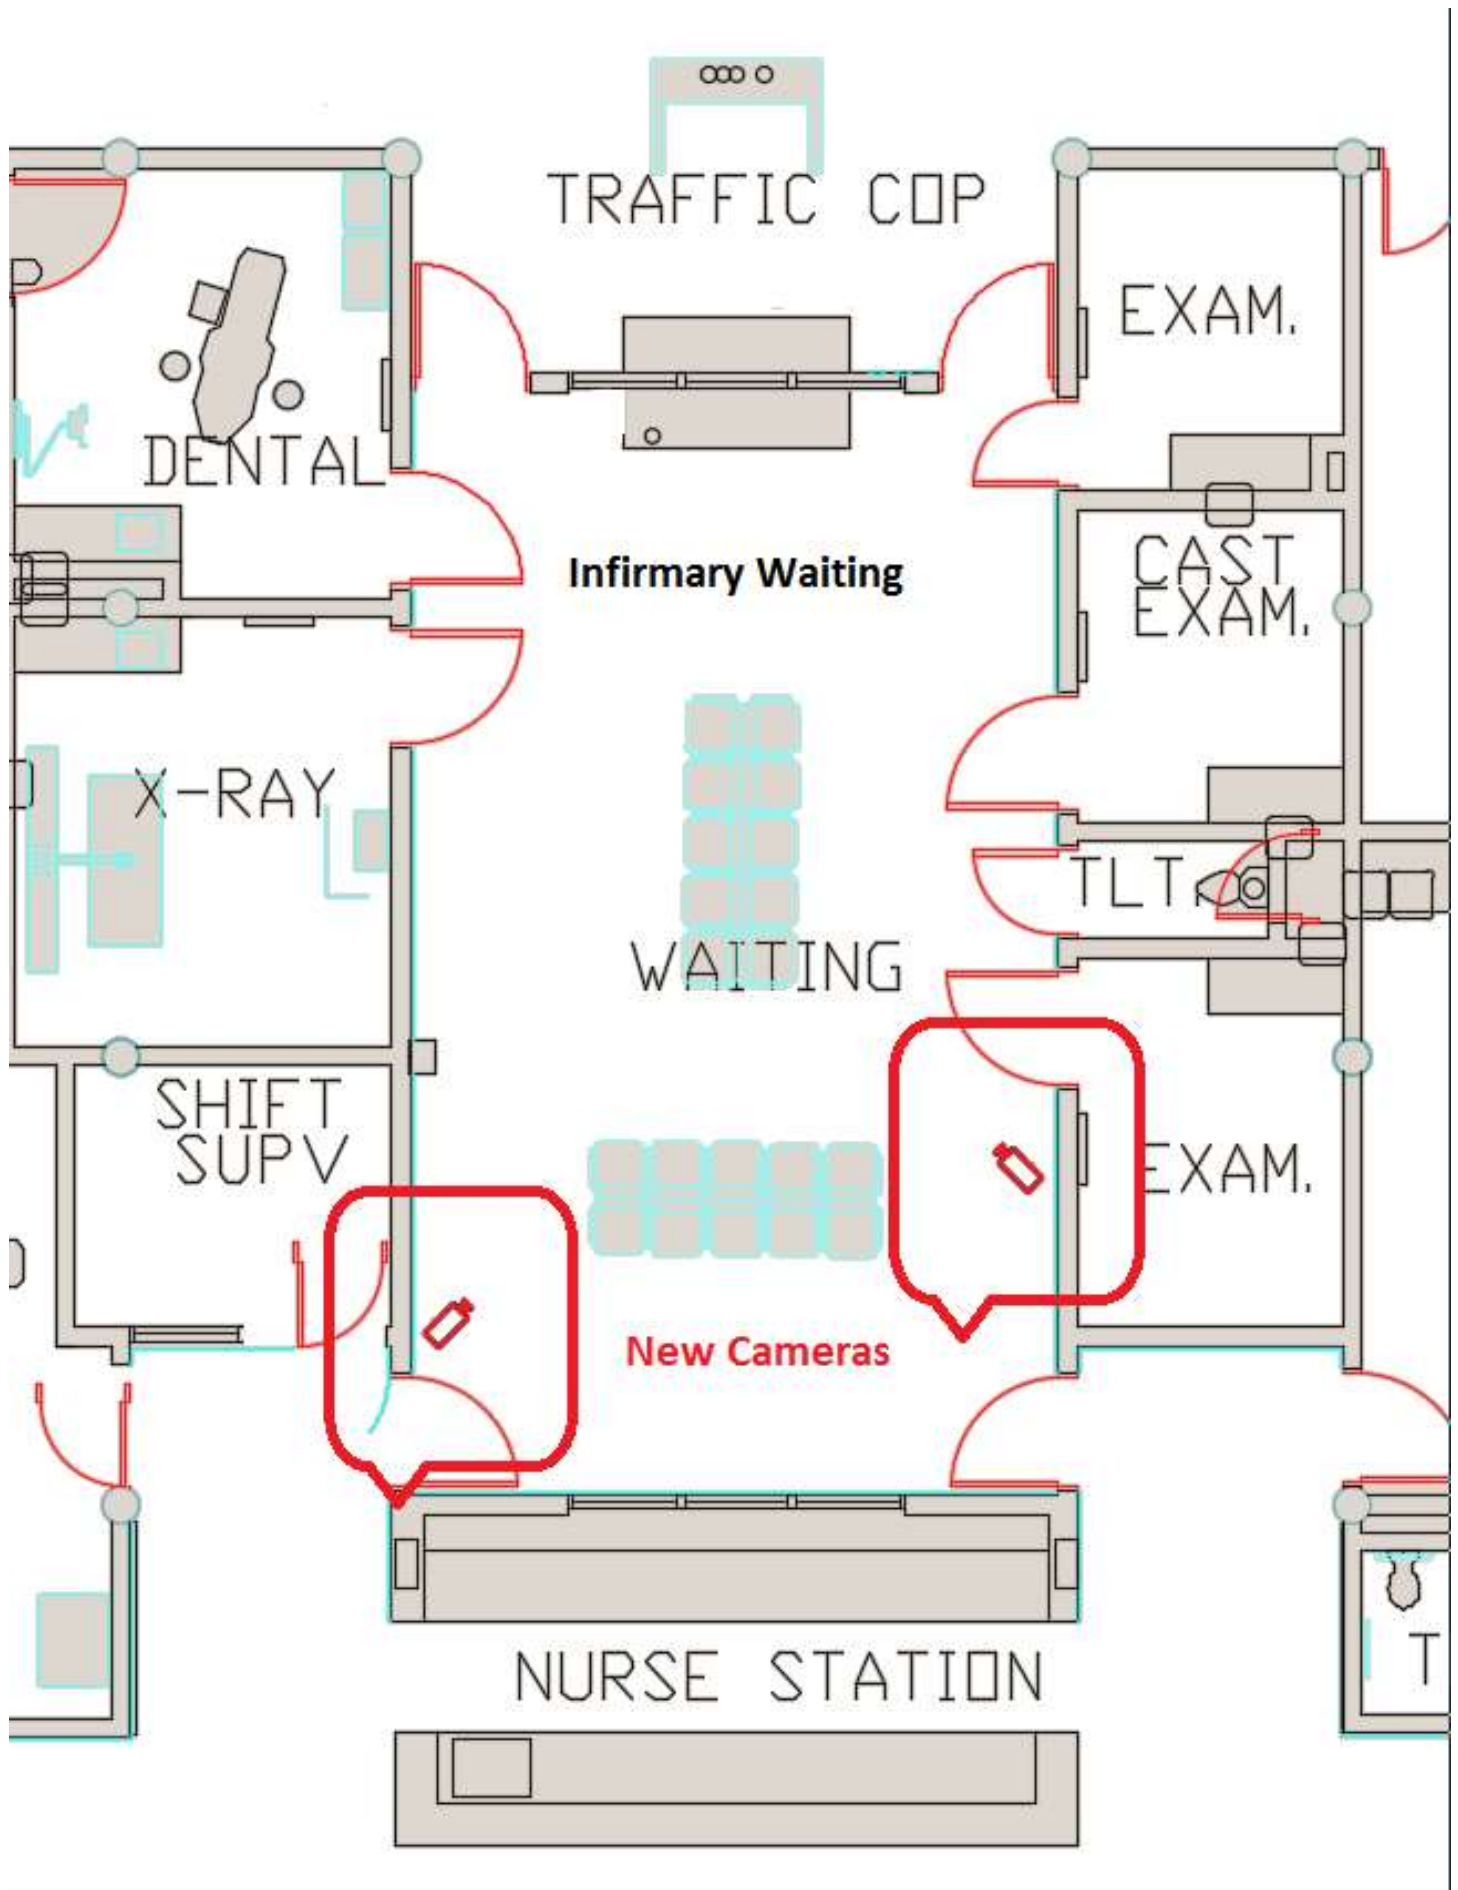 TRAFFIC COP
EXAM.
DENTAL
Infirmary Waiting
CAST
EXAM.
X-RAY
TLT.
WAITING
SHIFT
SUPV
EXAM.
New Cameras
NURSE STATION
T